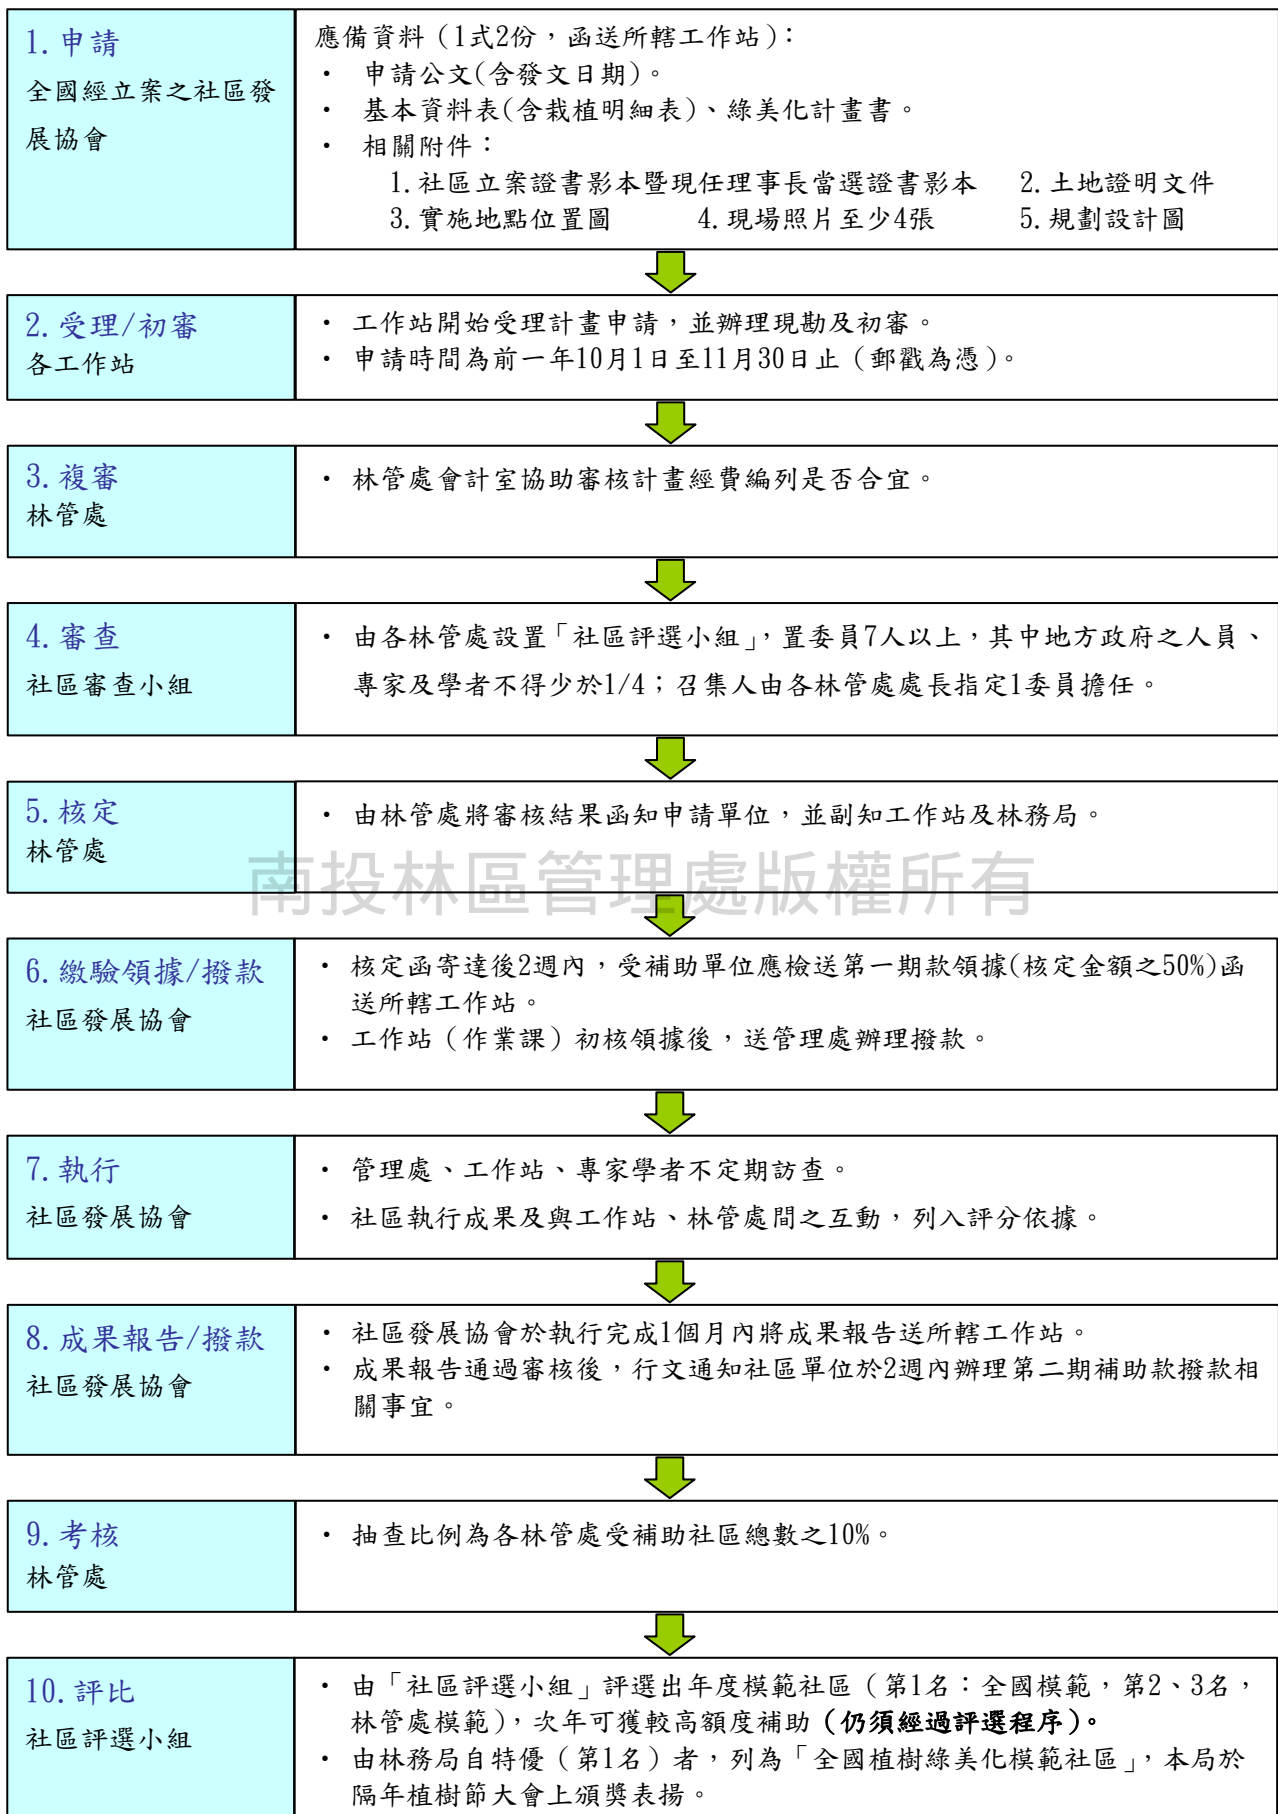 1.申請
全國經立案之社區發
展協會
應備資料（1式2份，函送所轄工作站）：
• 申請公文(含發文日期)。
• 基本資料表(含栽植明細表)、綠美化計畫書。
• 相關附件：
1.社區立案證書影本暨現任理事長當選證書影本 2.土地證明文件
3.實施地點位置圖 4.現場照片至少4張 5.規劃設計圖
2.受理/初審
各工作站
• 工作站開始受理計畫申請，並辦理現勘及初審。
• 申請時間為前一年10月1日至11月30日止（郵戳為憑）。
3.複審
林管處
• 林管處會計室協助審核計畫經費編列是否合宜。
4.審查
社區審查小組
• 由各林管處設置「社區評選小組」，置委員7人以上，其中地方政府之人員、
專家及學者不得少於1/4；召集人由各林管處處長指定1委員擔任。
5.核定
林管處
• 由林管處將審核結果函知申請單位，並副知工作站及林務局。
南投林區管理處版權所有
6.繳驗領據/撥款
社區發展協會
• 核定函寄達後2週內，受補助單位應檢送第一期款領據(核定金額之50%)函
送所轄工作站。
• 工作站（作業課）初核領據後，送管理處辦理撥款。
7.執行
社區發展協會
• 管理處、工作站、專家學者不定期訪查。
• 社區執行成果及與工作站、林管處間之互動，列入評分依據。
8.成果報告/撥款
社區發展協會
• 社區發展協會於執行完成1個月內將成果報告送所轄工作站。
• 成果報告通過審核後，行文通知社區單位於2週內辦理第二期補助款撥款相
關事宜。
9.考核
林管處
• 抽查比例為各林管處受補助社區總數之10%。
10.評比
社區評選小組
• 由「社區評選小組」評選出年度模範社區（第1名：全國模範，第2、3名，
林管處模範），次年可獲較高額度補助（仍須經過評選程序）。
• 由林務局自特優（第1名）者，列為「全國植樹綠美化模範社區」，本局於
隔年植樹節大會上頒獎表揚。